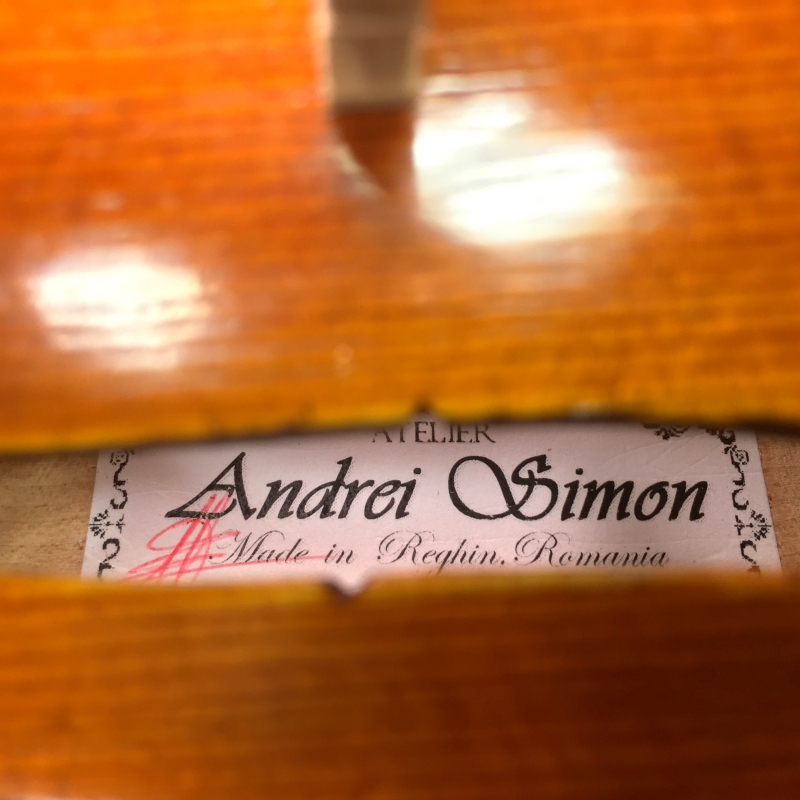 ATELIER
Andrei Simon
Made in Reghin. Romania